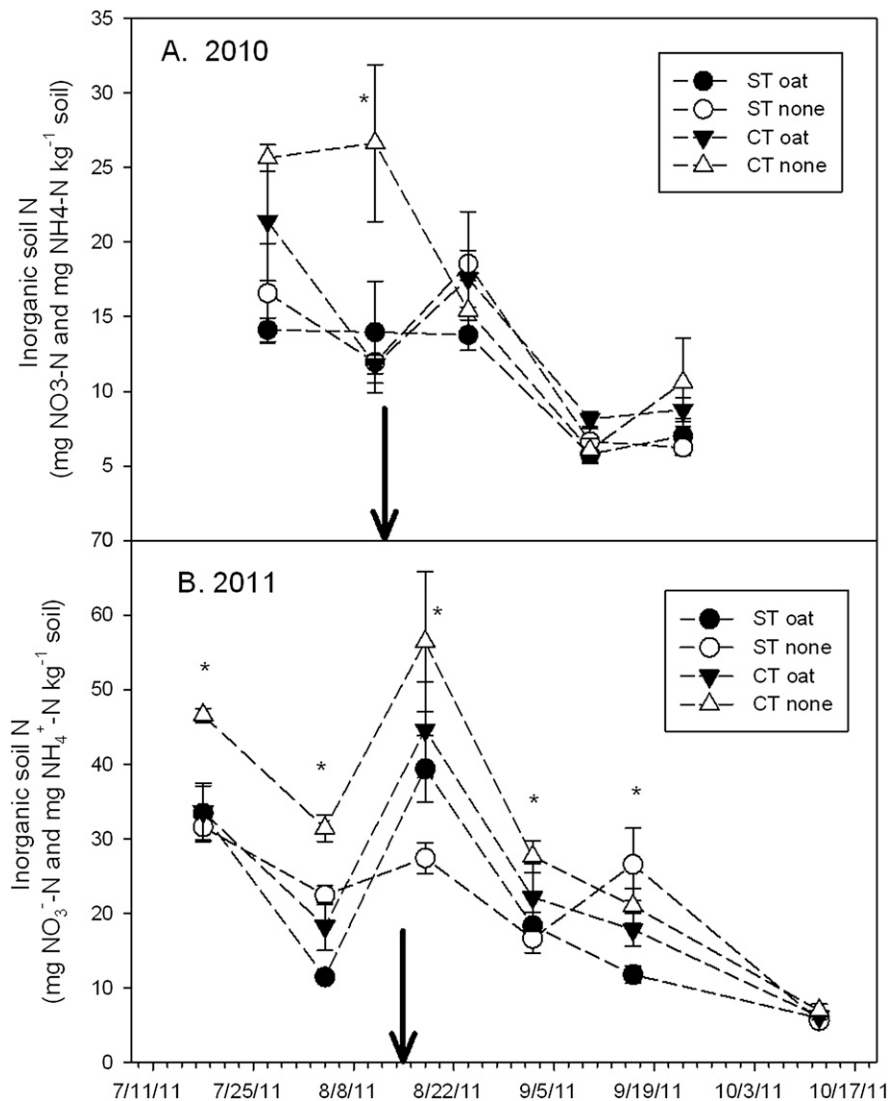 35
30
25
20
15
10
5
Inorganic soil N
(mg NO3-N and mg NH4-N kg⁻¹ soil)
A. 2010
*
ST oat
ST none
CT oat
CT none
70
60
50
40
30
20
10
0
Inorganic soil N
(mg NO₃⁻-N and mg NH₄⁺-N kg⁻¹ soil)
B. 2011
*
*
*
*
*
ST oat
ST none
CT oat
CT none
7/11/11 7/25/11 8/8/11 8/22/11 9/5/11 9/19/11 10/3/11 10/17/11